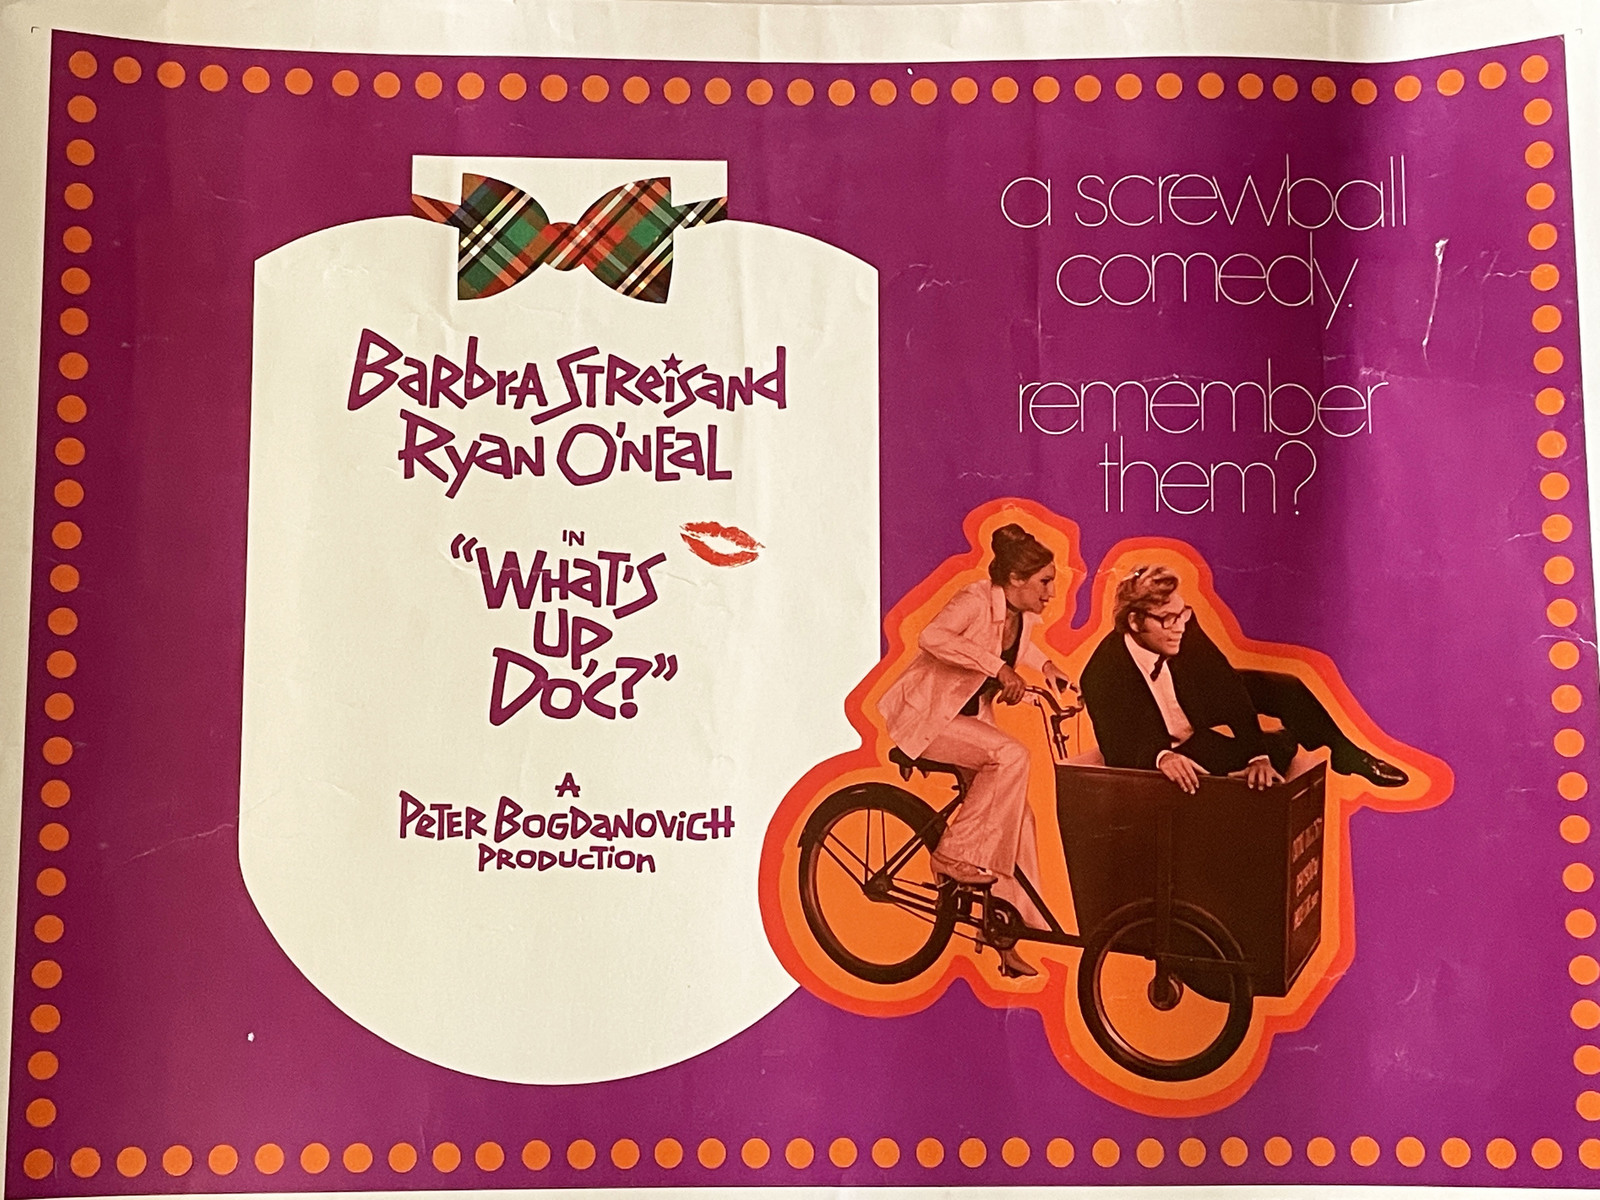 Barbra Streisand
Ryan O'Neal
IN
"What's
Up,
Doc?"
A
Peter Bogdanovich
Production
a screwball
comedy.
remember
them?